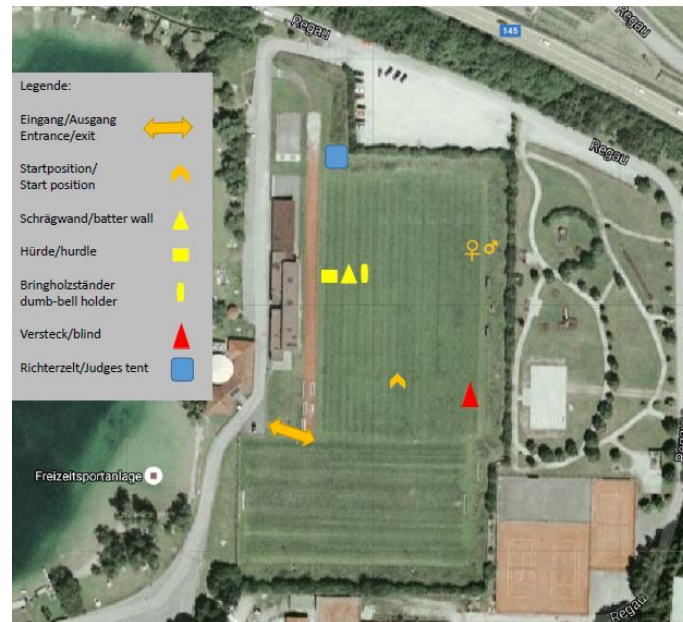 Regau
145
Regau
Regau
Legende:
Eingang/Ausgang
Entrance/exit
Startposition/
Start position
Schrägwand/batter wall
Hürde/hurdle
Bringholzständer
dumb-bell holder
Versteck/blind
Richterzelt/Judges tent
Freizeitsportanlage
Regau
Regau